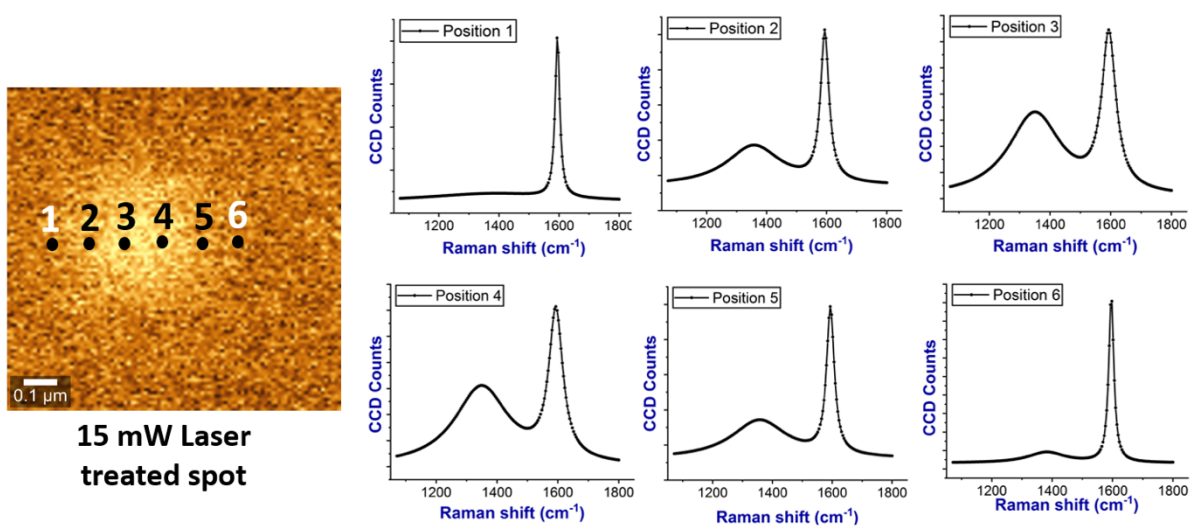 1 2 3 4 5 6
0.1 µm
15 mW Laser
treated spot
Position 1
CCD Counts
1200 1400 1600 1800
Raman shift (cm⁻¹)
Position 2
CCD Counts
1200 1400 1600 1800
Raman shift (cm⁻¹)
Position 3
CCD Counts
1200 1400 1600 1800
Raman shift (cm⁻¹)
Position 4
CCD Counts
1200 1400 1600 1800
Raman shift (cm⁻¹)
Position 5
CCD Counts
1200 1400 1600 1800
Raman shift (cm⁻¹)
Position 6
CCD Counts
1200 1400 1600 1800
Raman shift (cm⁻¹)